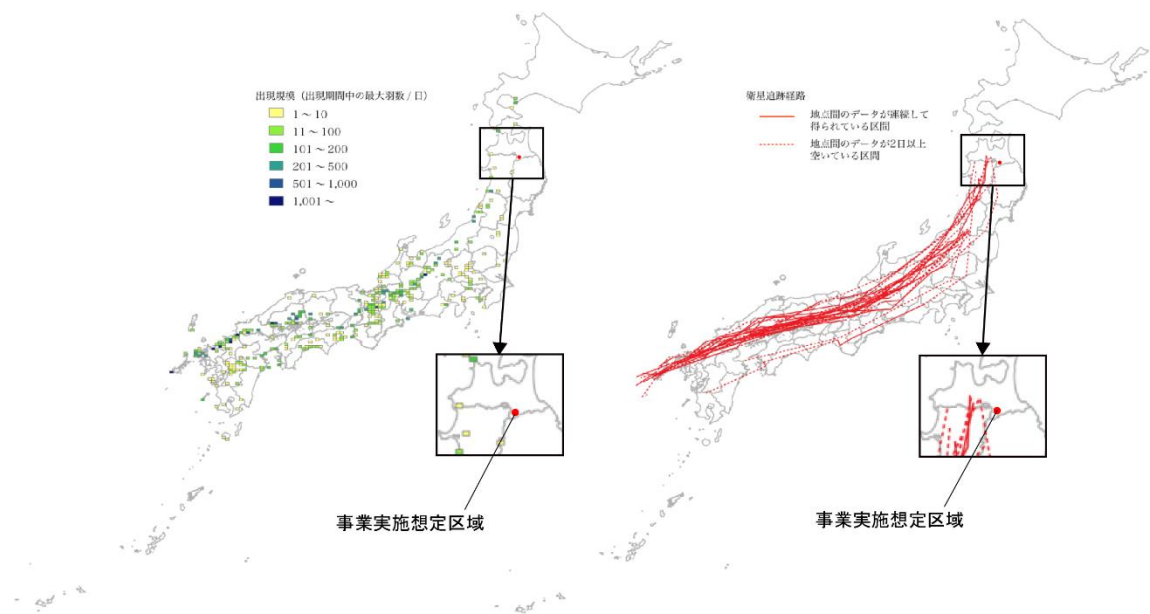 出現規模（出現期間中の最大羽数 / 日）
1～10
11～100
101～200
201～500
501～1,000
1,001～
事業実施想定区域
衛星追跡経路
地点間のデータが連続して
得られている区間
地点間のデータが2日以上
空いている区間
事業実施想定区域